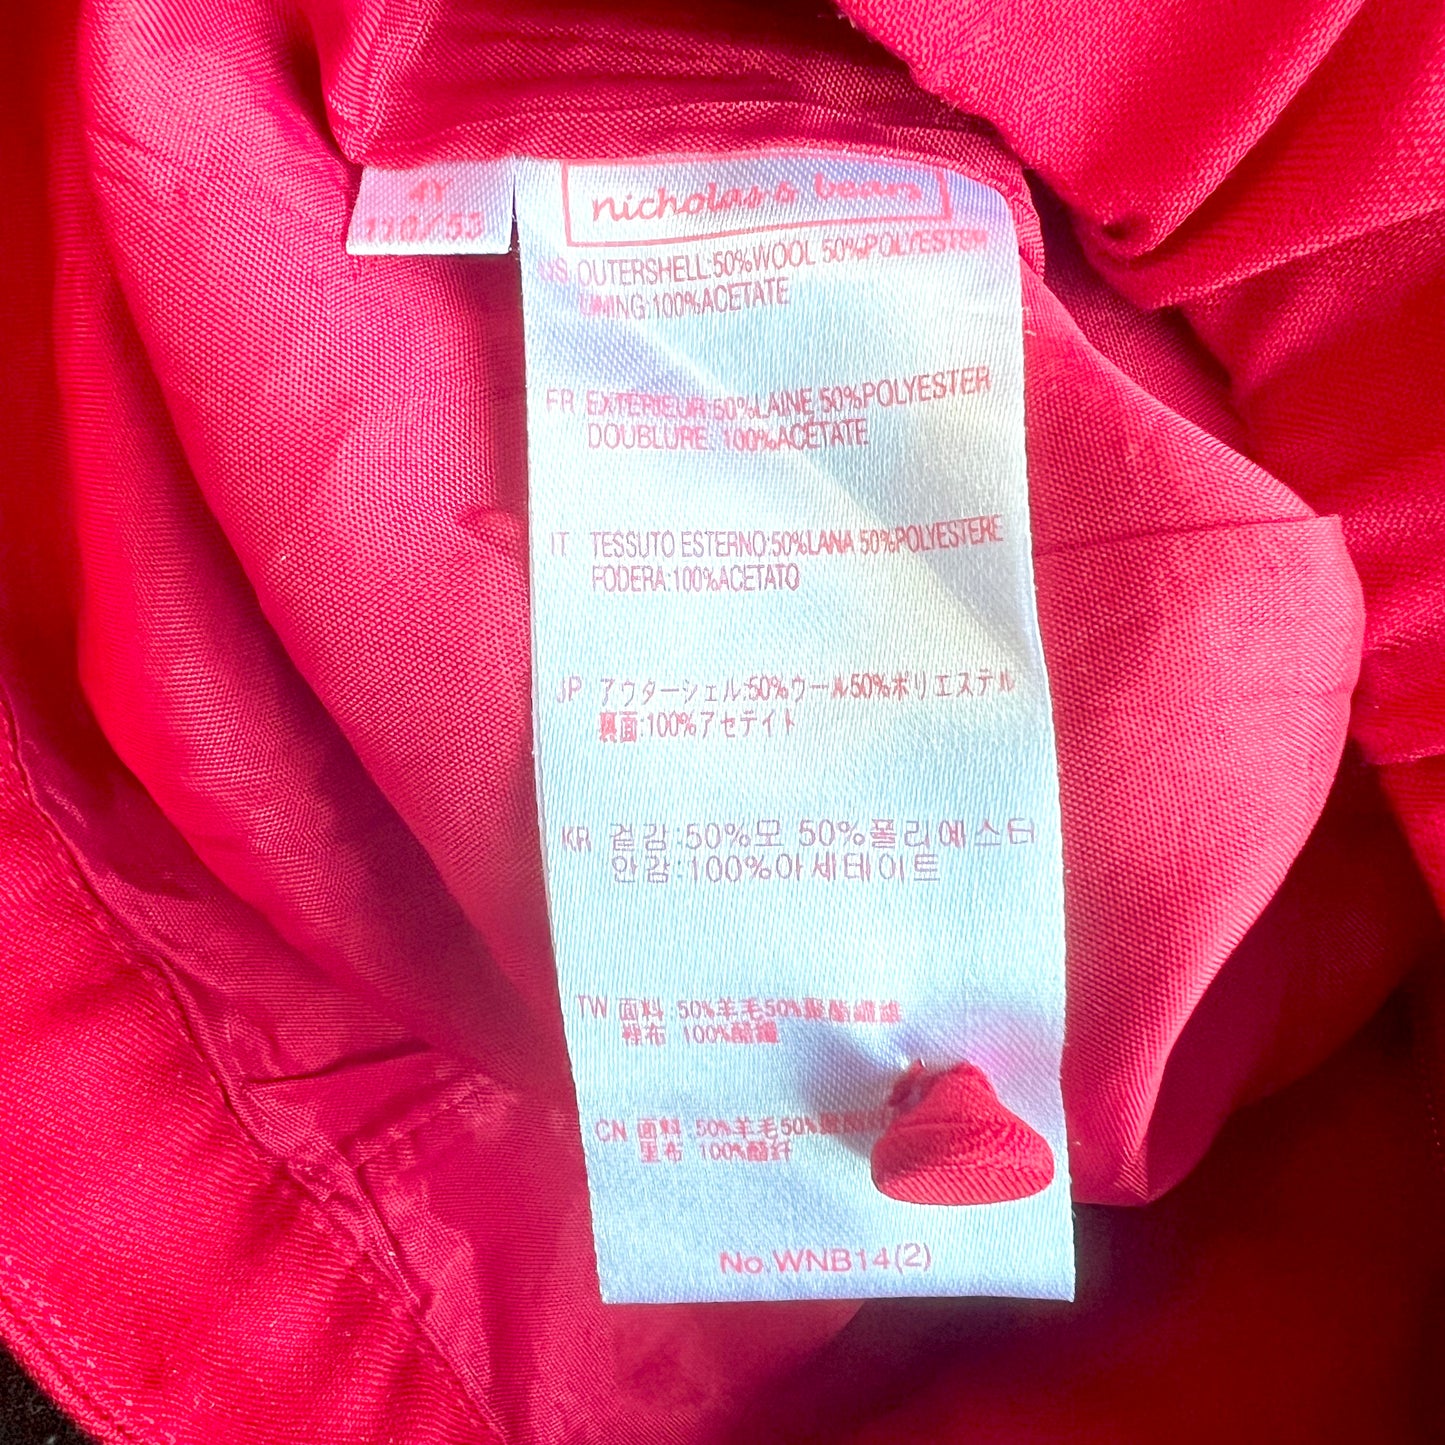 4Y
110/53
nicholas & bears
US OUTERSHELL:50%WOOL 50%POLYESTER
LINING:100%ACETATE
FR EXTERIEUR:50%LAINE 50%POLYESTER
DOUBLURE: 100%ACETATE
IT TESSUTO ESTERNO:50%LANA 50%POLYESTERE
FODERA:100%ACETATO
JP アウターシェル:50%ウール50%ポリエステル
裏面:100%アセテイト
KR 겉감:50%모 50%폴리에스터
안감:100%아세테이트
TW 面料:50%羊毛50%聚酯纖維
裡布 100%醋纖
CN 面料:50%羊毛50%
里布 100%醋纤
No.WNB14(2)